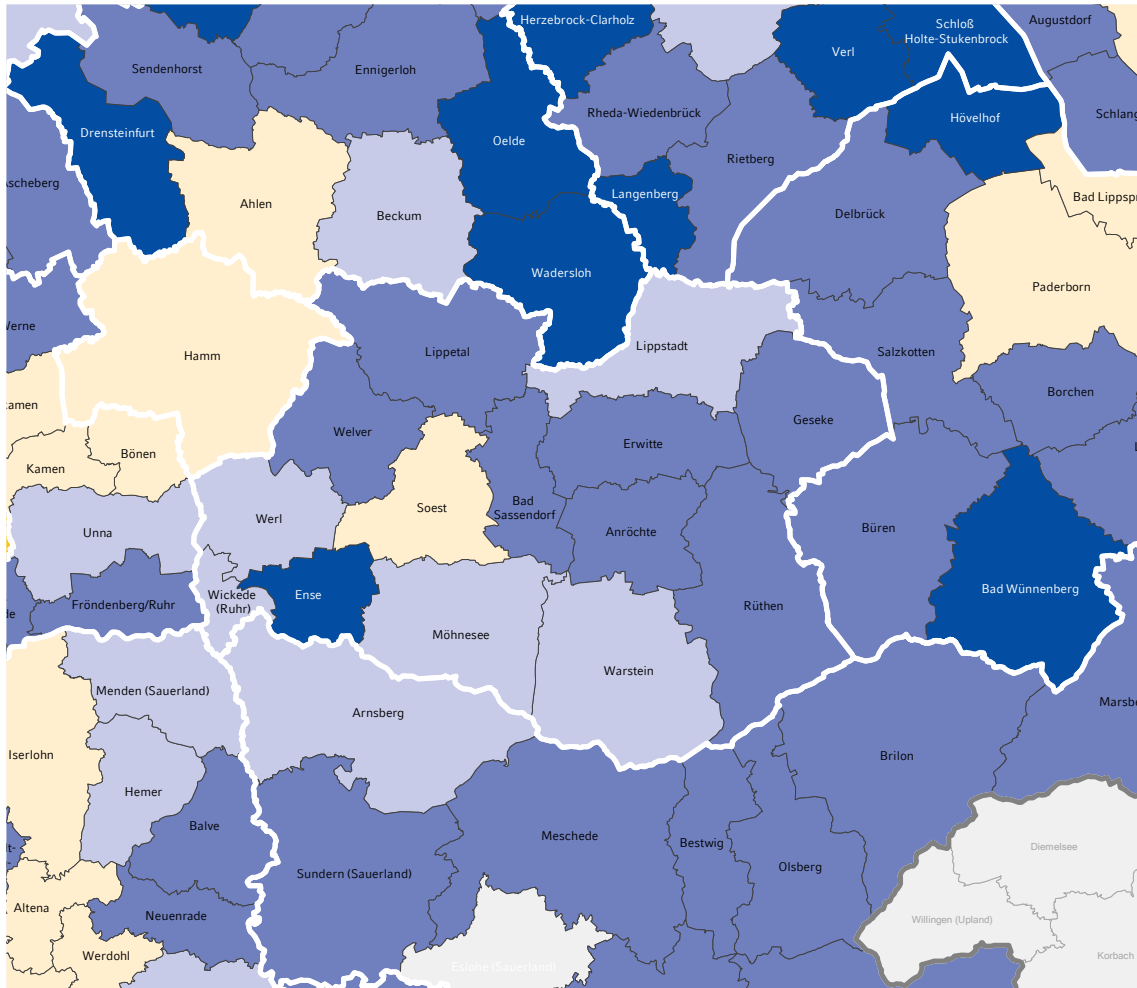 Herzebrock-Clarholz
Schloß
Holte-Stukenbrock
Augustdorf
Verl
Sendenhorst
Ennigerloh
Rheda-Wiedenbrück
Hövelhof
Schlang
Drensteinfurt
Oelde
Rietberg
Ascheberg
Langenberg
Bad Lippspr
Ahlen
Beckum
Delbrück
Wadersloh
Paderborn
Werne
Hamm
Lippetal
Lippstadt
Salzkotten
Borchen
amen
Welver
Erwitte
Geseke
Bönen
Kamen
Soest
Bad
Sassendorf
Werl
Unna
Anröchte
Büren
Bad Wünnenberg
Ense
Wickede
(Ruhr)
Fröndenberg/Ruhr
de
Möhnesee
Rüthen
Warstein
Menden (Sauerland)
Arnsberg
Marsbe
Iserlohn
Brilon
Hemer
Balve
Meschede
Bestwig
Diemelsee
Olsberg
Sundern (Sauerland)
Altena
Neuenrade
Willingen (Upland)
Werdohl
Eslohe (Sauerland)
Korbach